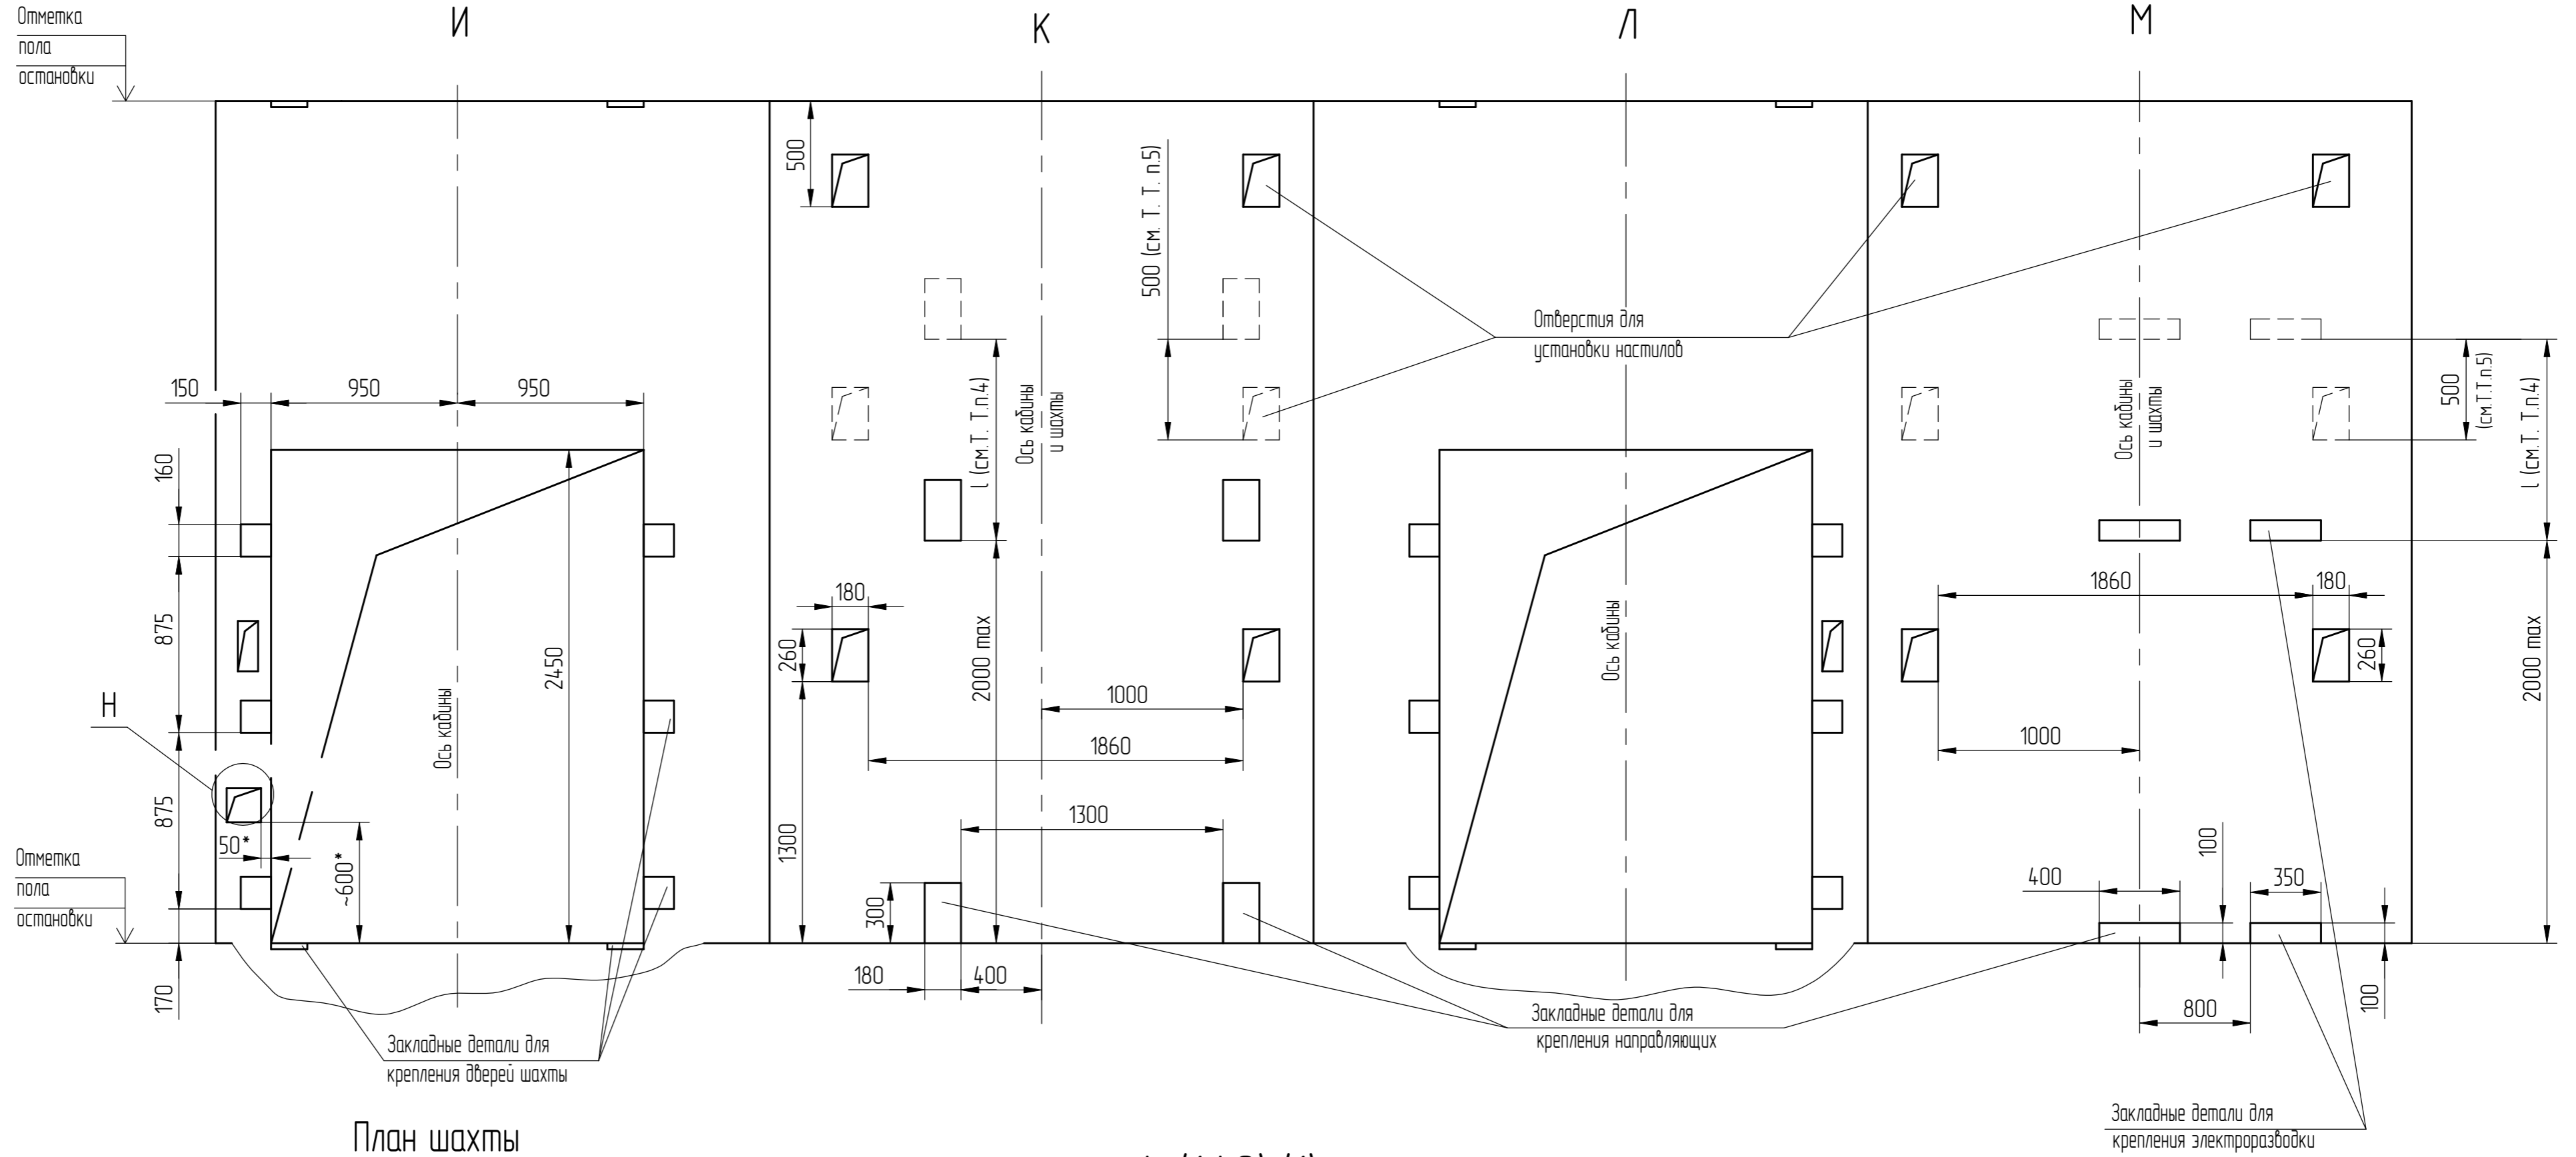 Отметка
пола
остановки
И
К
Л
М
500
500 (см. Т. Т. п.5)
Отверстия для
установки настилов
150
950
950
l (см.Т. Т.п.4)
Ось кабины
и шахты
Ось кабины
и шахты
500
(см.Т.Т.п.5)
l (см.Т. Т.п.4)
160
875
2450
Ось кабины
180
260
2000 max
1000
1860
Ось кабины
1860
180
260
2000 max
1000
Н
875
50*
~600*
1300
1300
300
400
100
350
Отметка
пола
остановки
170
180
400
800
100
Закладные детали для
крепления дверей шахты
Закладные детали для
крепления направляющих
Закладные детали для
крепления электроразводки
План шахты